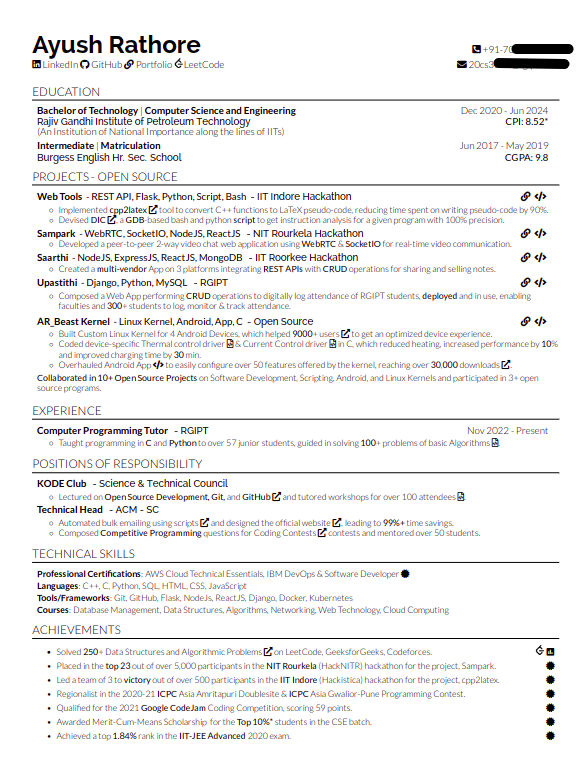 Ayush Rathore
+91-70
LinkedIn GitHub Portfolio LeetCode
20cs3
EDUCATION
Bachelor of Technology | Computer Science and Engineering Dec 2020 - Jun 2024
Rajiv Gandhi Institute of Petroleum Technology CPI: 8.52*
(An Institution of National Importance along the lines of IITs)
Intermediate | Matriculation Jun 2017 - May 2019
Burgess English Hr. Sec. School CGPA: 9.8
PROJECTS - OPEN SOURCE
Web Tools - REST API, Flask, Python, Script, Bash - IIT Indore Hackathon
Implemented cpp2latex tool to convert C++ functions to LaTeX pseudo-code, reducing time spent on writing pseudo-code by 90%.
Devised DIC, a GDB-based bash and python script to get instruction analysis for a given program with 100% precision.
Sampark - WebRTC, SocketIO, NodeJS, ReactJS - NIT Rourkela Hackathon
Developed a peer-to-peer 2-way video chat web application using WebRTC & SocketIO for real-time video communication.
Saarthi - NodeJS, ExpressJS, ReactJS, MongoDB - IIT Roorkee Hackathon
Created a multi-vendor App on 3 platforms integrating REST APIs with CRUD operations for sharing and selling notes.
Upastithi - Django, Python, MySQL - RGIPT
Composed a Web App performing CRUD operations to digitally log attendance of RGIPT students, deployed and in use, enabling
faculties and 300+ students to log, monitor & track attendance.
AR_Beast Kernel - Linux Kernel, Android, App, C - Open Source
Built Custom Linux Kernel for 4 Android Devices, which helped 9000+ users to get an optimized device experience.
Coded device-specific Thermal control driver & Current Control driver in C, which reduced heating, increased performance by 10%
and improved charging time by 30 min.
Overhauled Android App to easily configure over 50 features offered by the kernel, reaching over 30,000 downloads.
Collaborated in 10+ Open Source Projects on Software Development, Scripting, Android, and Linux Kernels and participated in 3+ open
source programs.
EXPERIENCE
Computer Programming Tutor - RGIPT Nov 2022 - Present
Taught programming in C and Python to over 57 junior students, guided in solving 100+ problems of basic Algorithms.
POSITIONS OF RESPONSIBILITY
KODE Club - Science & Technical Council
Lectured on Open Source Development, Git, and GitHub and tutored workshops for over 100 attendees.
Technical Head - ACM - SC
Automated bulk emailing using scripts and designed the official website, leading to 99%+ time savings.
Composed Competitive Programming questions for Coding Contests contests and mentored over 50 students.
TECHNICAL SKILLS
Professional Certifications: AWS Cloud Technical Essentials, IBM DevOps & Software Developer
Languages: C++, C, Python, SQL, HTML, CSS, JavaScript
Tools/Frameworks: Git, GitHub, Flask, NodeJs, ReactJS, Django, Docker, Kubernetes
Courses: Database Management, Data Structures, Algorithms, Networking, Web Technology, Cloud Computing
ACHIEVEMENTS
Solved 250+ Data Structures and Algorithmic Problems on LeetCode, GeeksforGeeks, Codeforces.
Placed in the top 23 out of over 5,000 participants in the NIT Rourkela (HackNITR) hackathon for the project, Sampark.
Led a team of 3 to victory out of over 500 participants in the IIT Indore (Hackistica) hackathon for the project, cpp2latex.
Regionalist in the 2020-21 ICPC Asia Amritapuri Doublesite & ICPC Asia Gwalior-Pune Programming Contest.
Qualified for the 2021 Google CodeJam Coding Competition, scoring 59 points.
Awarded Merit-Cum-Means Scholarship for the Top 10%* students in the CSE batch.
Achieved a top 1.84% rank in the IIT-JEE Advanced 2020 exam.